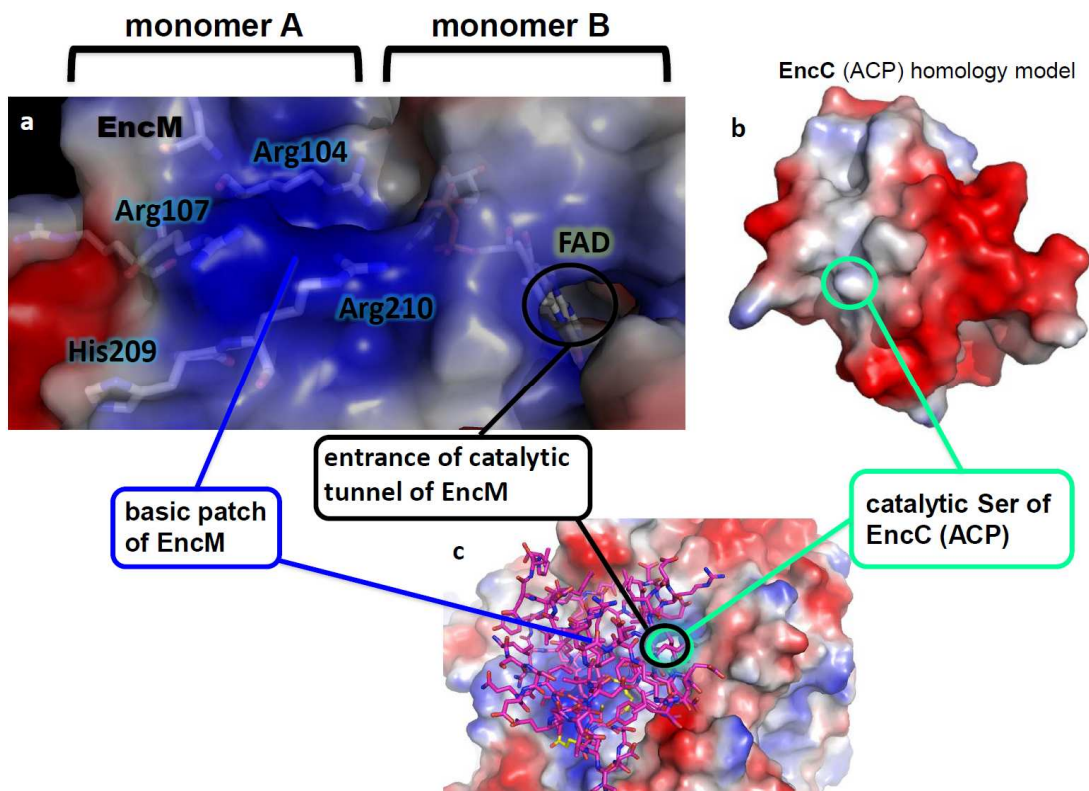 monomer A
monomer B
EncC (ACP) homology model
a
EncM
b
Arg104
Arg107
FAD
Arg210
His209
entrance of catalytic
tunnel of EncM
basic patch
of EncM
catalytic Ser of
EncC (ACP)
c